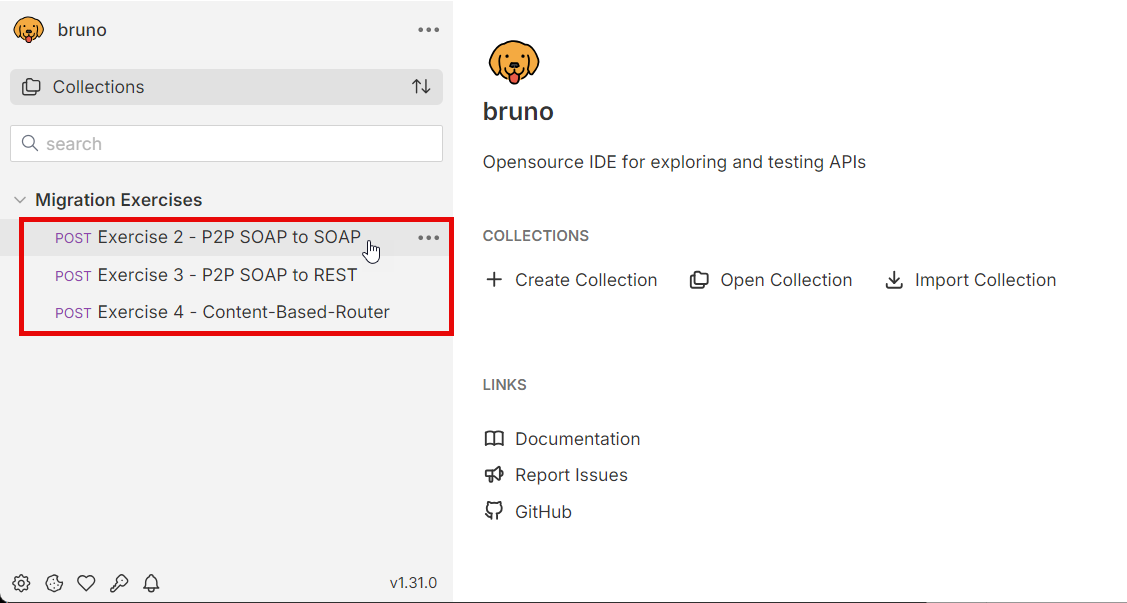 bruno
Collections
search
Migration Exercises
POST Exercise 2 - P2P SOAP to SOAP
POST Exercise 3 - P2P SOAP to REST
POST Exercise 4 - Content-Based-Router
v1.31.0
bruno
Opensource IDE for exploring and testing APIs
COLLECTIONS
Create Collection Open Collection Import Collection
LINKS
Documentation
Report Issues
GitHub